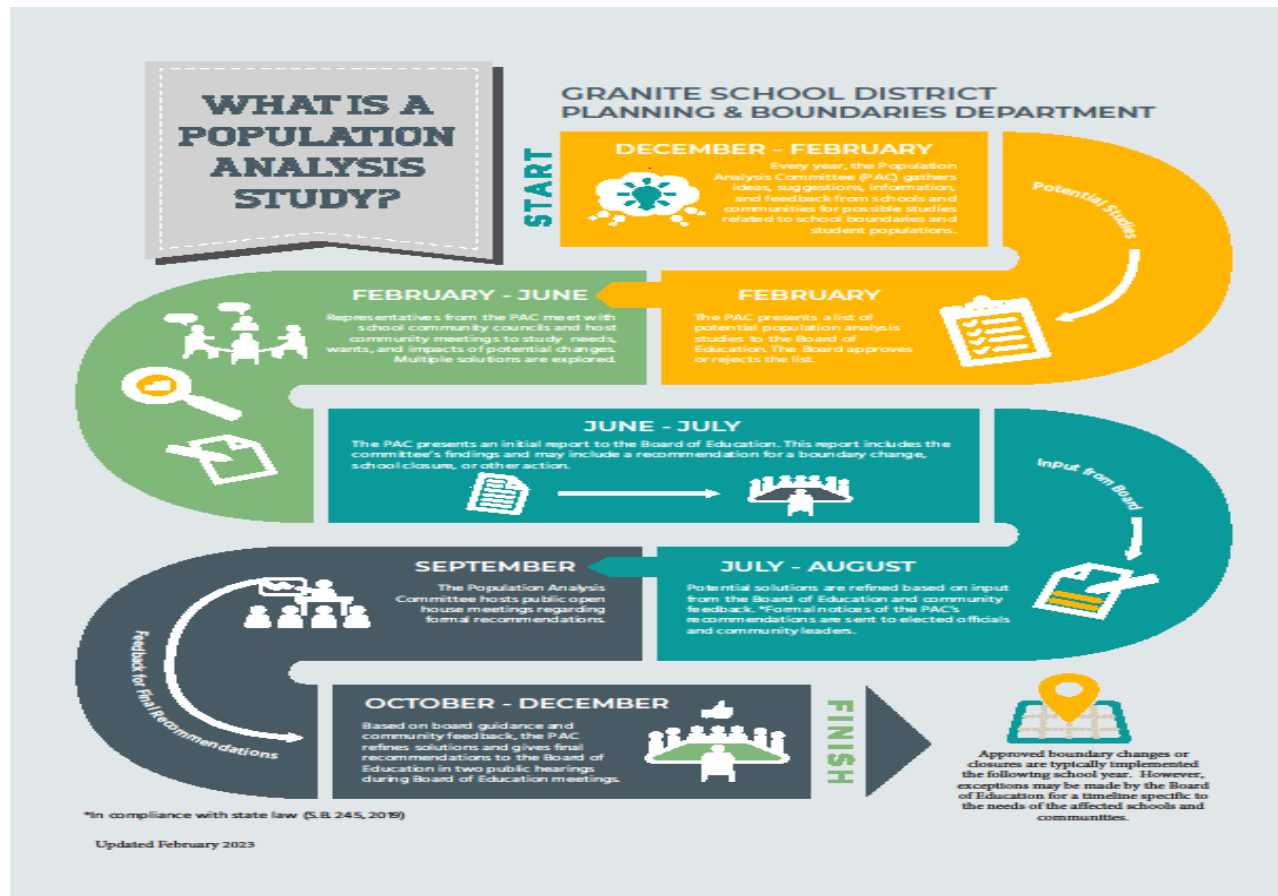 WHAT IS A
POPULATION
ANALYSIS
STUDY?
GRANITE SCHOOL DISTRICT
PLANNING & BOUNDARIES DEPARTMENT
START
DECEMBER - FEBRUARY
Every year, the Population
Analysis Committee (PAC) gathers
ideas, suggestions, information,
and feedback from schools and
communities for possible studies
related to school boundaries and
student populations.
Potential Studies
FEBRUARY
The PAC presents a list of
potential population analysis
studies to the Board of
Education. The Board approves
or rejects the list.
FEBRUARY - JUNE
Representatives from the PAC meet with
school community councils and host
community meetings to study needs,
wants, and impacts of potential changes.
Multiple solutions are explored.
JUNE - JULY
The PAC presents an initial report to the Board of Education. This report includes the
committee's findings and may include a recommendation for a boundary change,
school closure, or other action.
Input from Board
JULY - AUGUST
Potential solutions are refined based on input
from the Board of Education and community
feedback. *Formal notices of the PAC's
recommendations are sent to elected officials
and community leaders.
SEPTEMBER
The Population Analysis
Committee hosts public open
house meetings regarding
formal recommendations.
Feedback for Final Recommendations
OCTOBER - DECEMBER
Based on board guidance and
community feedback, the PAC
refines solutions and gives final
recommendations to the Board of
Education in two public hearings
during Board of Education meetings.
FINISH
Approved boundary changes or
closures are typically implemented
the following school year. However,
exceptions may be made by the Board
of Education for a timeline specific to
the needs of the affected schools and
communities.
*In compliance with state law (S.B. 245, 2019)
Updated February 2023